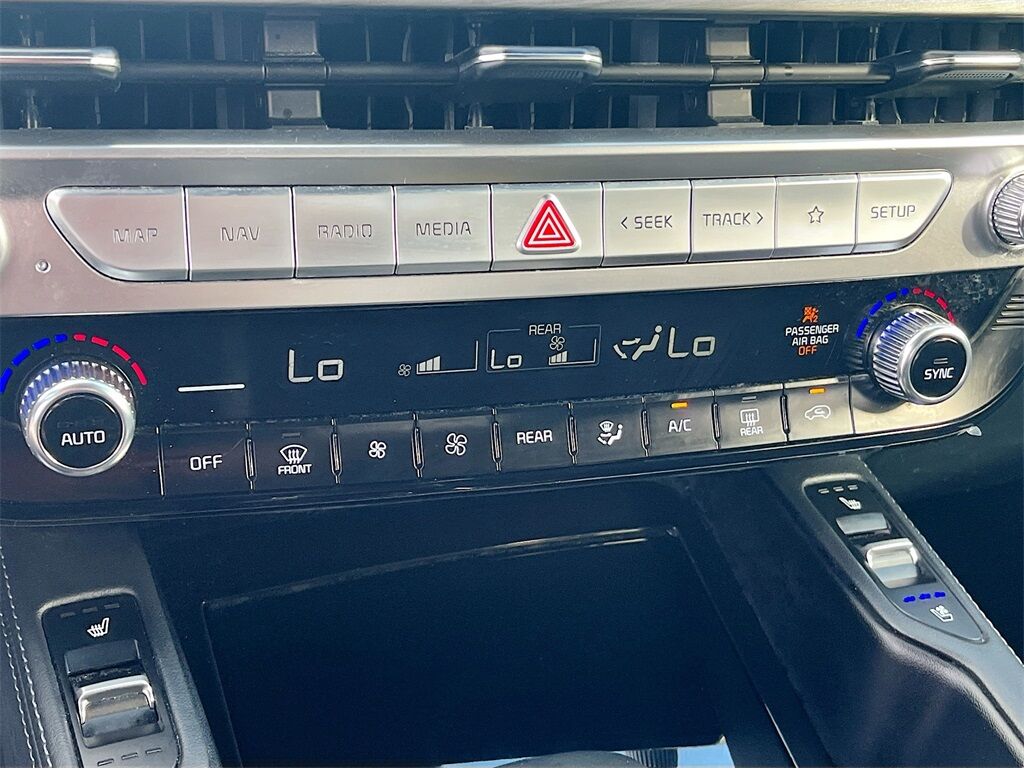 MAP NAV RADIO MEDIA < SEEK TRACK > SETUP
REAR
Lo Lo Lo
PASSENGER
AIR BAG
OFF
AUTO SYNC
OFF FRONT REAR A/C REAR